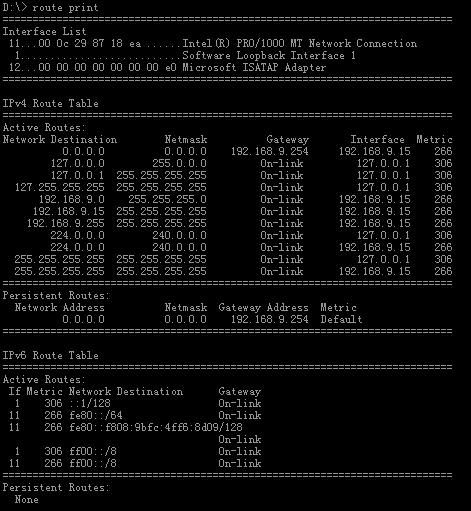 D:\> route print
===========================================================================
Interface List
 11...00 0c 29 87 18 ea ......Intel(R) PRO/1000 MT Network Connection
  1...........................Software Loopback Interface 1
 12...00 00 00 00 00 00 00 e0 Microsoft ISATAP Adapter
===========================================================================
IPv4 Route Table
===========================================================================
Active Routes:
Network Destination        Netmask          Gateway       Interface  Metric
          0.0.0.0          0.0.0.0    192.168.9.254     192.168.9.15    266
        127.0.0.0        255.0.0.0         On-link         127.0.0.1    306
        127.0.0.1  255.255.255.255         On-link         127.0.0.1    306
  127.255.255.255  255.255.255.255         On-link         127.0.0.1    306
      192.168.9.0    255.255.255.0         On-link      192.168.9.15    266
     192.168.9.15  255.255.255.255         On-link      192.168.9.15    266
    192.168.9.255  255.255.255.255         On-link      192.168.9.15    266
        224.0.0.0        240.0.0.0         On-link         127.0.0.1    306
        224.0.0.0        240.0.0.0         On-link      192.168.9.15    266
  255.255.255.255  255.255.255.255         On-link         127.0.0.1    306
  255.255.255.255  255.255.255.255         On-link      192.168.9.15    266
===========================================================================
Persistent Routes:
  Network Address          Netmask  Gateway Address  Metric
          0.0.0.0          0.0.0.0    192.168.9.254  Default
===========================================================================
IPv6 Route Table
===========================================================================
Active Routes:
 If Metric Network Destination      Gateway
  1    306 ::1/128                  On-link
 11    266 fe80::/64                On-link
 11    266 fe80::f808:9bfc:4ff6:8d09/128
                                    On-link
  1    306 ff00::/8                 On-link
 11    266 ff00::/8                 On-link
===========================================================================
Persistent Routes:
  None